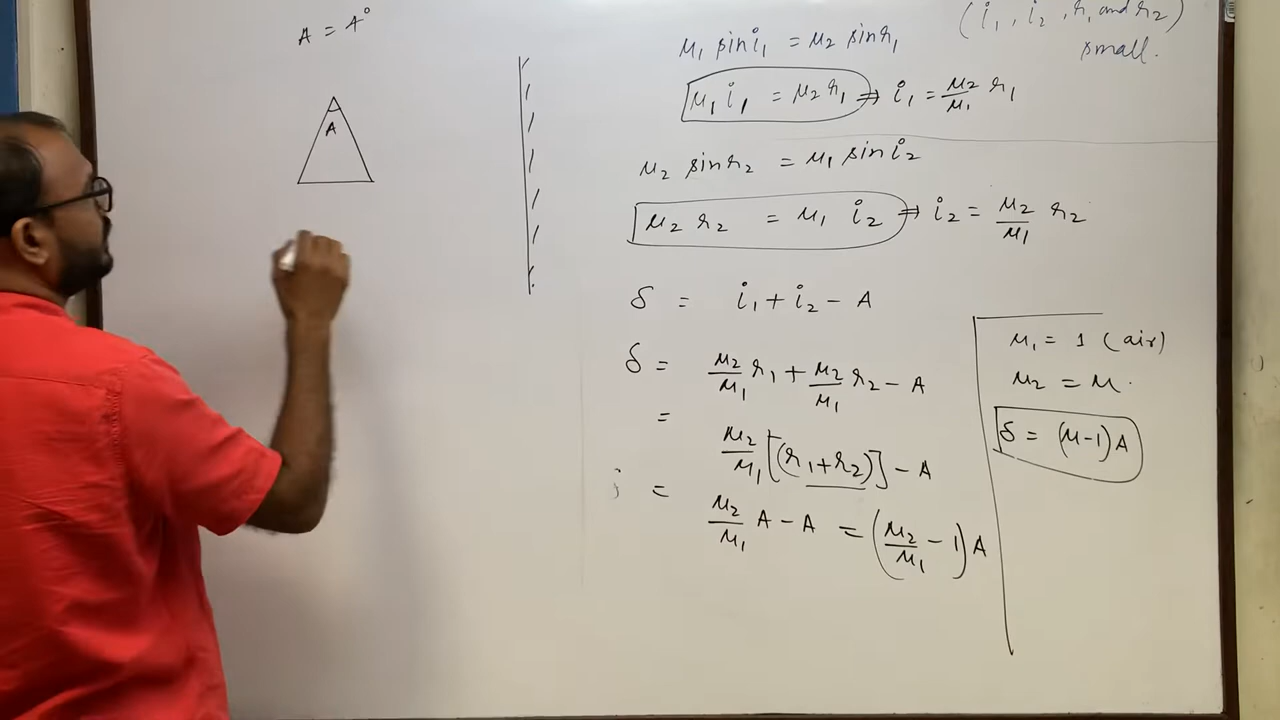 A = 4°
A
(i₁, i₂, r₁ and r₂)
small.
μ₁ sin i₁ = μ₂ sin r₁
μ₁ i₁ = μ₂ r₁ ⇒ i₁ = μ₂/μ₁ r₁
μ₂ sin r₂ = μ₁ sin i₂
μ₂ r₂ = μ₁ i₂ ⇒ i₂ = μ₂/μ₁ r₂
δ = i₁ + i₂ − A
δ = μ₂/μ₁ r₁ + μ₂/μ₁ r₂ − A
= μ₂/μ₁ [(r₁+r₂)] − A
= μ₂/μ₁ A − A = (μ₂/μ₁ − 1) A
μ₁ = 1 (air)
μ₂ = μ.
δ = (μ−1)A